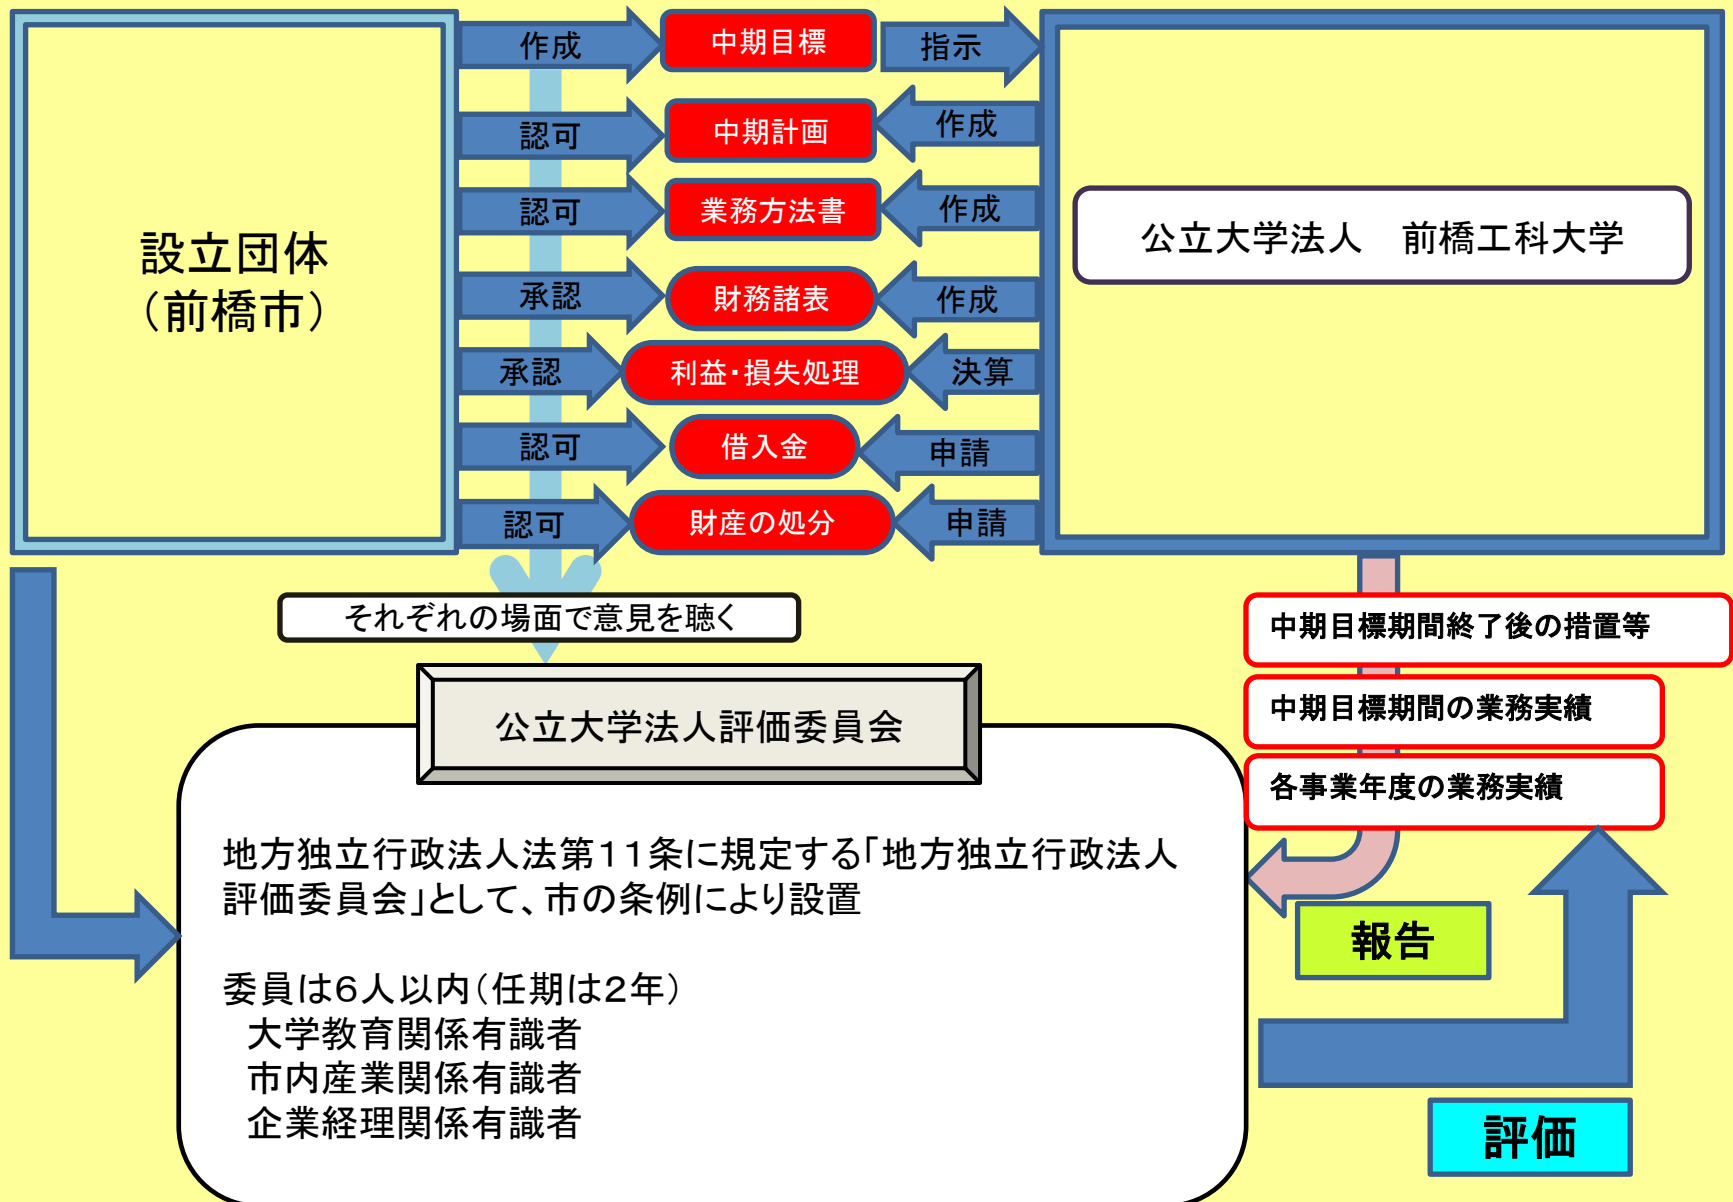 作成
中期目標
指示
認可
中期計画
作成
認可
業務方法書
作成
設立団体
（前橋市）
公立大学法人　前橋工科大学
承認
財務諸表
作成
承認
利益・損失処理
決算
認可
借入金
申請
認可
財産の処分
申請
それぞれの場面で意見を聴く
中期目標期間終了後の措置等
中期目標期間の業務実績
各事業年度の業務実績
公立大学法人評価委員会
地方独立行政法人法第１１条に規定する「地方独立行政法人
評価委員会」として、市の条例により設置
委員は６人以内（任期は２年）
大学教育関係有識者
市内産業関係有識者
企業経理関係有識者
報告
評価